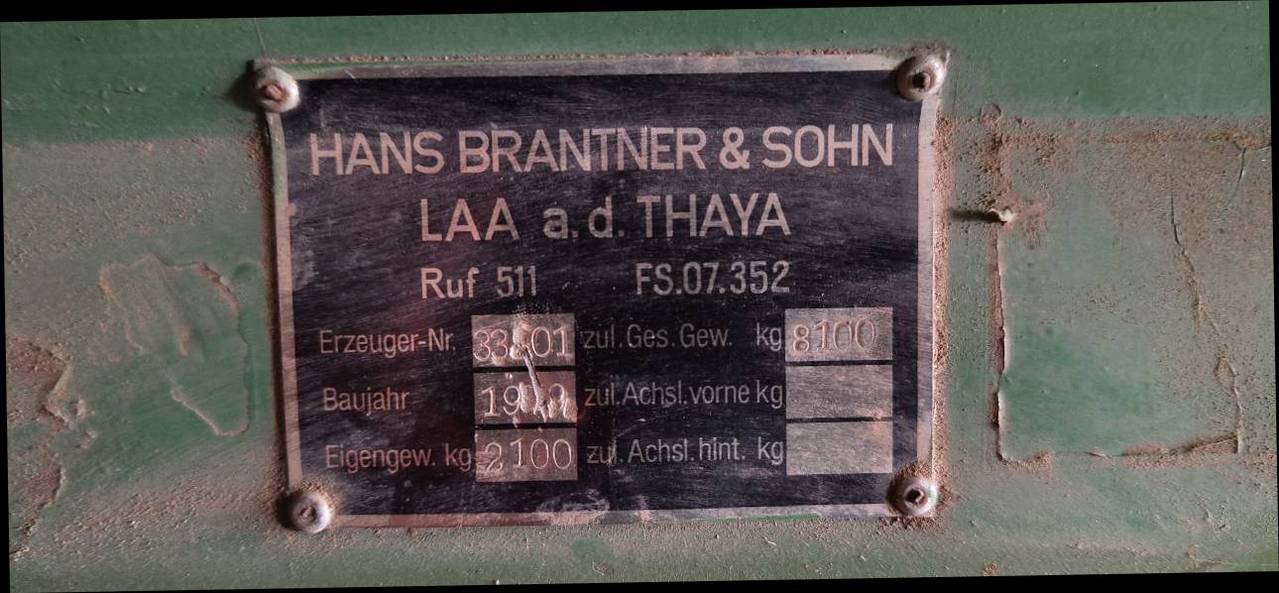 HANS BRANTNER & SOHN
LAA a.d. THAYA
Ruf 511 FS.07.352
Erzeuger-Nr. zul. Ges. Gew. kg 8100
Baujahr zul. Achsl. vorne kg
Eigengew. kg 2100 zul. Achsl. hint. kg